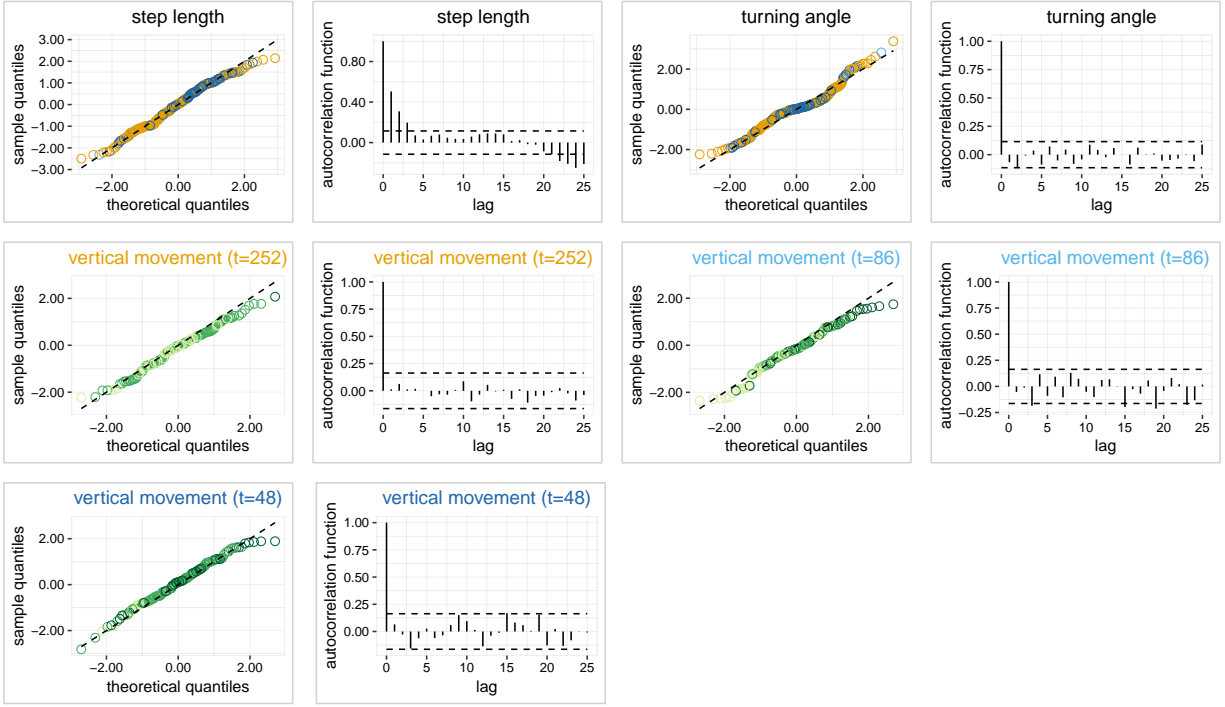 step length
sample quantiles
3.00
2.00
1.00
0.00
−1.00
−2.00
−3.00
−2.00 0.00 2.00
theoretical quantiles
step length
autocorrelation function
0.80
0.40
0.00
0 5 10 15 20 25
lag
turning angle
sample quantiles
2.00
0.00
−2.00
−2.00 0.00 2.00
theoretical quantiles
turning angle
autocorrelation function
1.00
0.75
0.50
0.25
0.00
0 5 10 15 20 25
lag
vertical movement (t=252)
sample quantiles
2.00
0.00
−2.00
−2.00 0.00 2.00
theoretical quantiles
vertical movement (t=252)
autocorrelation function
1.00
0.75
0.50
0.25
0.00
0 5 10 15 20 25
lag
vertical movement (t=86)
sample quantiles
2.00
0.00
−2.00
−2.00 0.00 2.00
theoretical quantiles
vertical movement (t=86)
autocorrelation function
1.00
0.75
0.50
0.25
0.00
−0.25
0 5 10 15 20 25
lag
vertical movement (t=48)
sample quantiles
2.00
0.00
−2.00
−2.00 0.00 2.00
theoretical quantiles
vertical movement (t=48)
autocorrelation function
1.00
0.75
0.50
0.25
0.00
0 5 10 15 20 25
lag